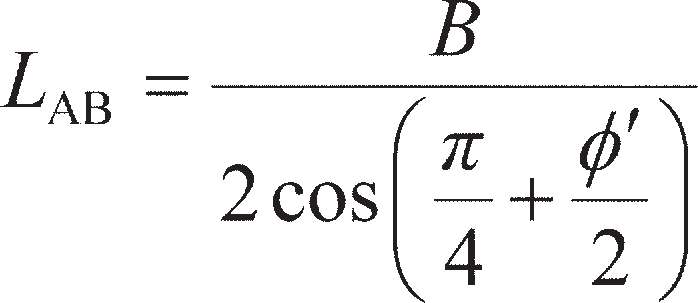 L_AB = B / (2 cos(π/4 + ϕ′/2))